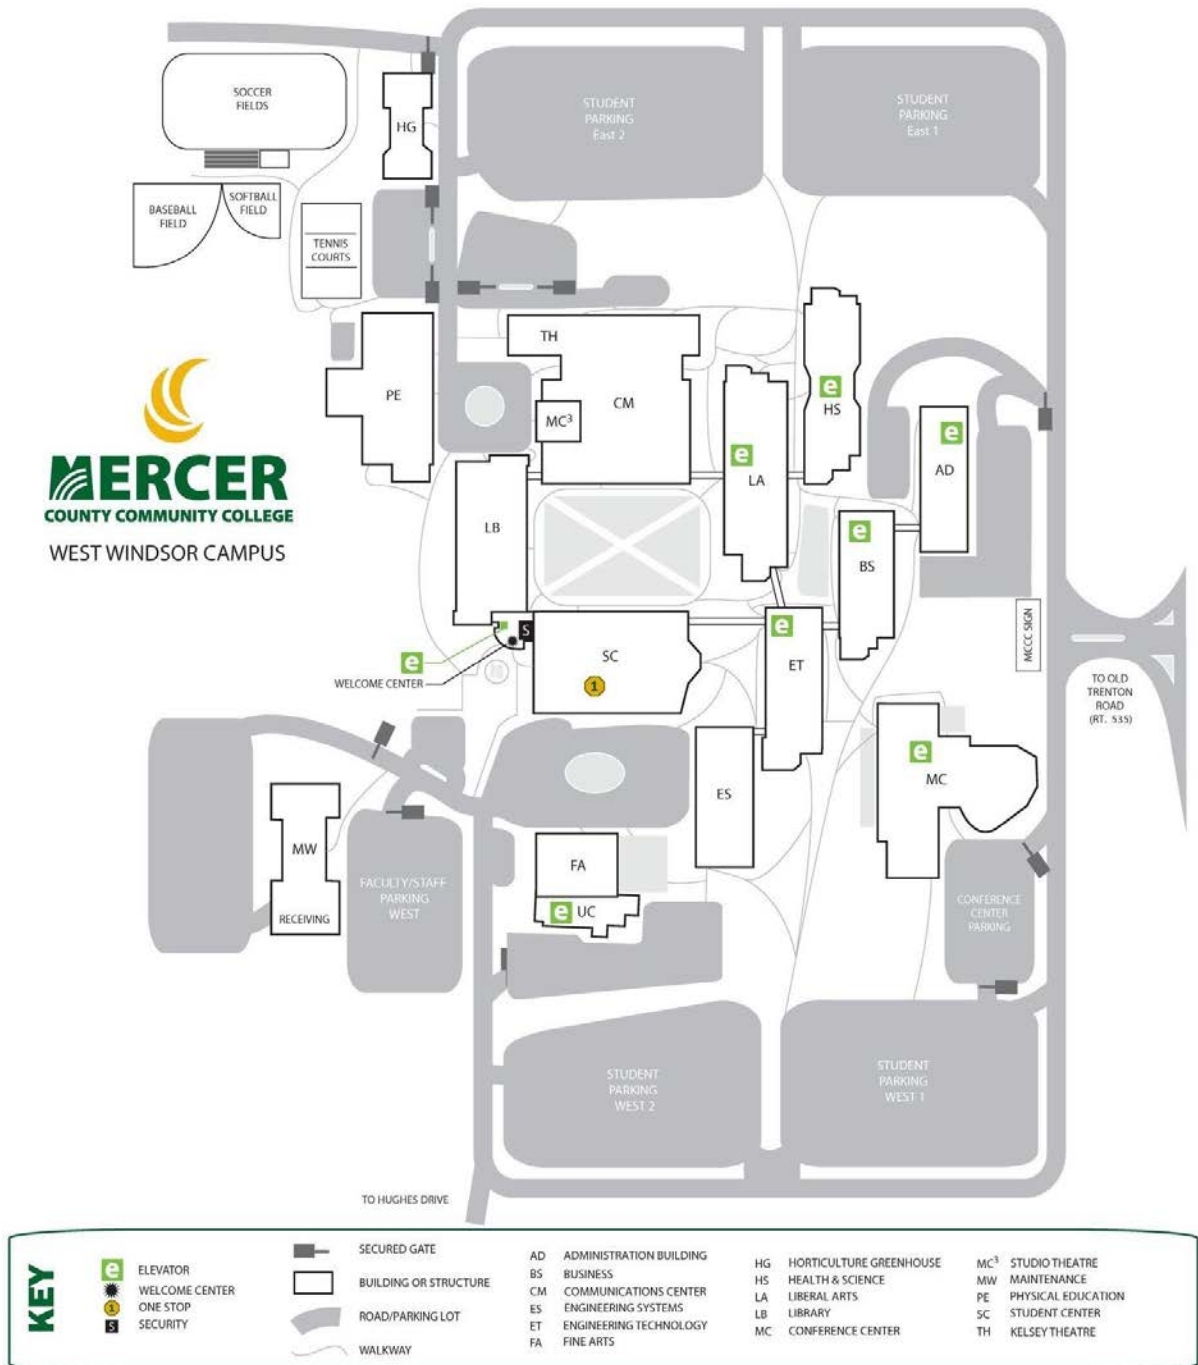 SOCCER
FIELDS
HG
STUDENT
PARKING
East 2
STUDENT
PARKING
East 1
BASEBALL
FIELD
SOFTBALL
FIELD
TENNIS
COURTS
TH
PE
CM
MC³
e
HS
e
LA
e
AD
MERCER
COUNTY COMMUNITY COLLEGE
WEST WINDSOR CAMPUS
LB
e
BS
S
e
WELCOME CENTER
SC
1
e
ET
MCCC SIGN
TO OLD
TRENTON
ROAD
(RT. 535)
e
MC
ES
MW
RECEIVING
FACULTY/STAFF
PARKING
WEST
FA
e UC
CONFERENCE
CENTER
PARKING
STUDENT
PARKING
WEST 2
STUDENT
PARKING
WEST 1
TO HUGHES DRIVE
KEY
e ELEVATOR
WELCOME CENTER
1 ONE STOP
S SECURITY
SECURED GATE
BUILDING OR STRUCTURE
ROAD/PARKING LOT
WALKWAY
AD ADMINISTRATION BUILDING
BS BUSINESS
CM COMMUNICATIONS CENTER
ES ENGINEERING SYSTEMS
ET ENGINEERING TECHNOLOGY
FA FINE ARTS
HG HORTICULTURE GREENHOUSE
HS HEALTH & SCIENCE
LA LIBERAL ARTS
LB LIBRARY
MC CONFERENCE CENTER
MC³ STUDIO THEATRE
MW MAINTENANCE
PE PHYSICAL EDUCATION
SC STUDENT CENTER
TH KELSEY THEATRE